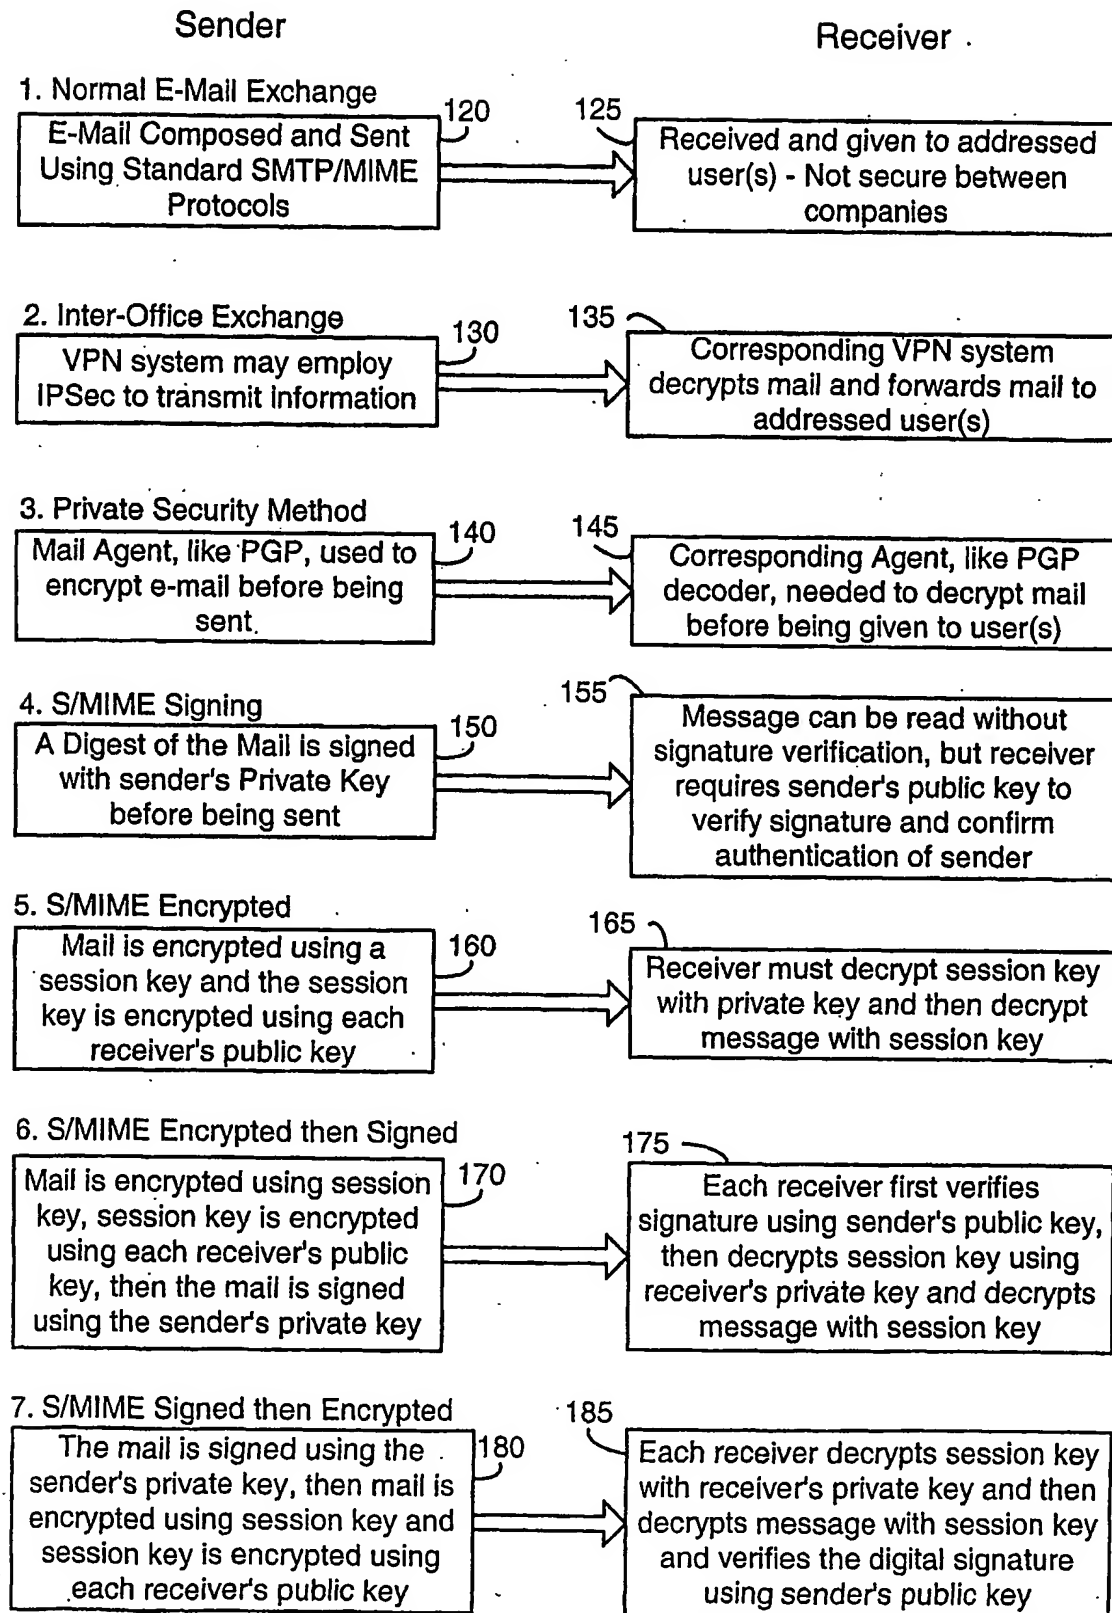 Sender
Receiver
1. Normal E-Mail Exchange
120
125
E-Mail Composed and Sent
Using Standard SMTP/MIME
Protocols
Received and given to addressed
user(s) - Not secure between
companies
2. Inter-Office Exchange
130
135
VPN system may employ
IPSec to transmit information
Corresponding VPN system
decrypts mail and forwards mail to
addressed user(s)
3. Private Security Method
140
145
Mail Agent, like PGP, used to
encrypt e-mail before being
sent.
Corresponding Agent, like PGP
decoder, needed to decrypt mail
before being given to user(s)
4. S/MIME Signing
150
155
A Digest of the Mail is signed
with sender's Private Key
before being sent
Message can be read without
signature verification, but receiver
requires sender's public key to
verify signature and confirm
authentication of sender
5. S/MIME Encrypted
160
165
Mail is encrypted using a
session key and the session
key is encrypted using each
receiver's public key
Receiver must decrypt session key
with private key and then decrypt
message with session key
6. S/MIME Encrypted then Signed
170
175
Mail is encrypted using session
key, session key is encrypted
using each receiver's public
key, then the mail is signed
using the sender's private key
Each receiver first verifies
signature using sender's public key,
then decrypts session key using
receiver's private key and decrypts
message with session key
7. S/MIME Signed then Encrypted
180
185
The mail is signed using the
sender's private key, then mail is
encrypted using session key and
session key is encrypted using
each receiver's public key
Each receiver decrypts session key
with receiver's private key and then
decrypts message with session key
and verifies the digital signature
using sender's public key